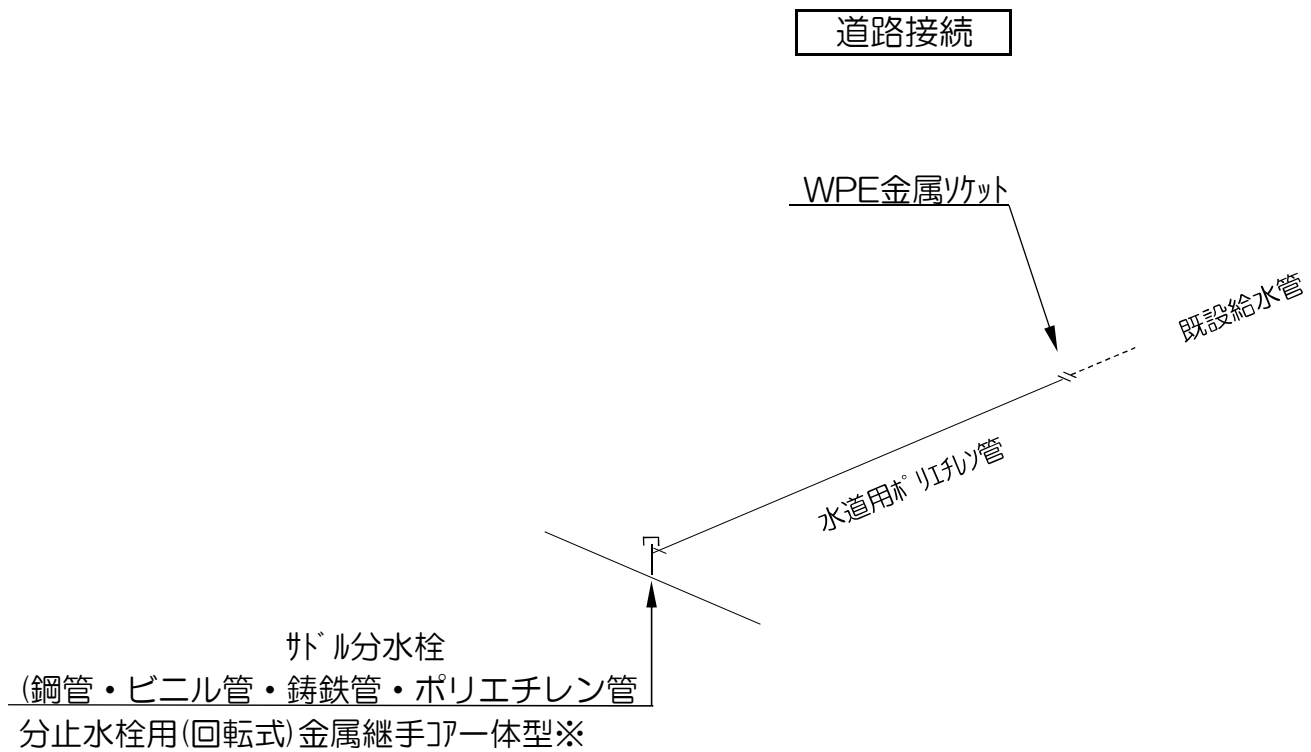 道路接続
WPE金属ｿｹｯﾄ
既設給水管
水道用ﾎﾟﾘｴﾁﾚﾝ管
ｻﾄﾞﾙ分水栓
(鋼管・ビニル管・鋳鉄管・ポリエチレン管
分止水栓用(回転式)金属継手ｺｱ一体型※